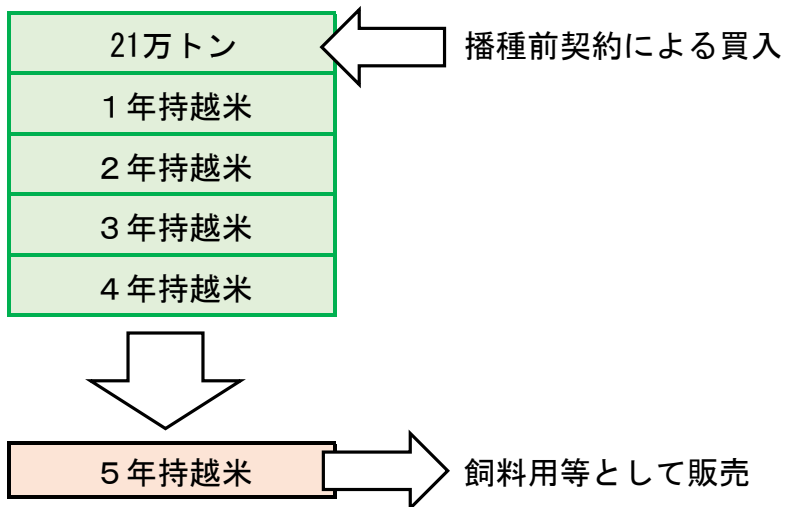 21万トン
播種前契約による買入
１年持越米
２年持越米
３年持越米
４年持越米
５年持越米
飼料用等として販売